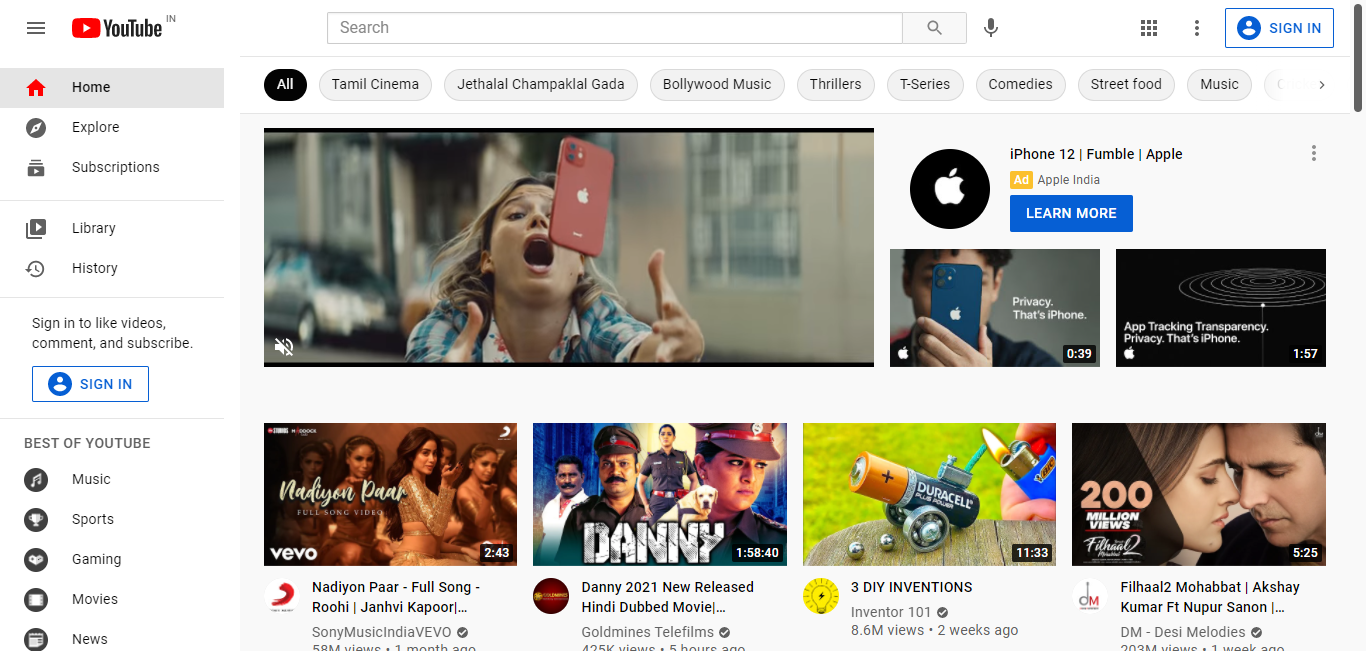 YouTube IN
Search
SIGN IN
Home
Explore
Subscriptions
Library
History
Sign in to like videos,
comment, and subscribe.
SIGN IN
BEST OF YOUTUBE
Music
Sports
Gaming
Movies
News
All
Tamil Cinema
Jethalal Champaklal Gada
Bollywood Music
Thrillers
T-Series
Comedies
Street food
Music
iPhone 12 | Fumble | Apple
Ad Apple India
LEARN MORE
Privacy.
That's iPhone.
0:39
App Tracking Transparency.
Privacy. That's iPhone.
1:57
Nadiyon Paar
FULL SONG VIDEO
vevo
2:43
Nadiyon Paar - Full Song -
Roohi | Janhvi Kapoor|...
SonyMusicIndiaVEVO
58M views • 1 month ago
DANNY
1:58:40
Danny 2021 New Released
Hindi Dubbed Movie|...
Goldmines Telefilms
425K views • 5 hours ago
DURACELL
PLUS POWER
11:33
3 DIY INVENTIONS
Inventor 101
8.6M views • 2 weeks ago
200
MILLION
VIEWS
Filhaal2
5:25
Filhaal2 Mohabbat | Akshay
Kumar Ft Nupur Sanon |...
DM - Desi Melodies
203M views • 1 week ago